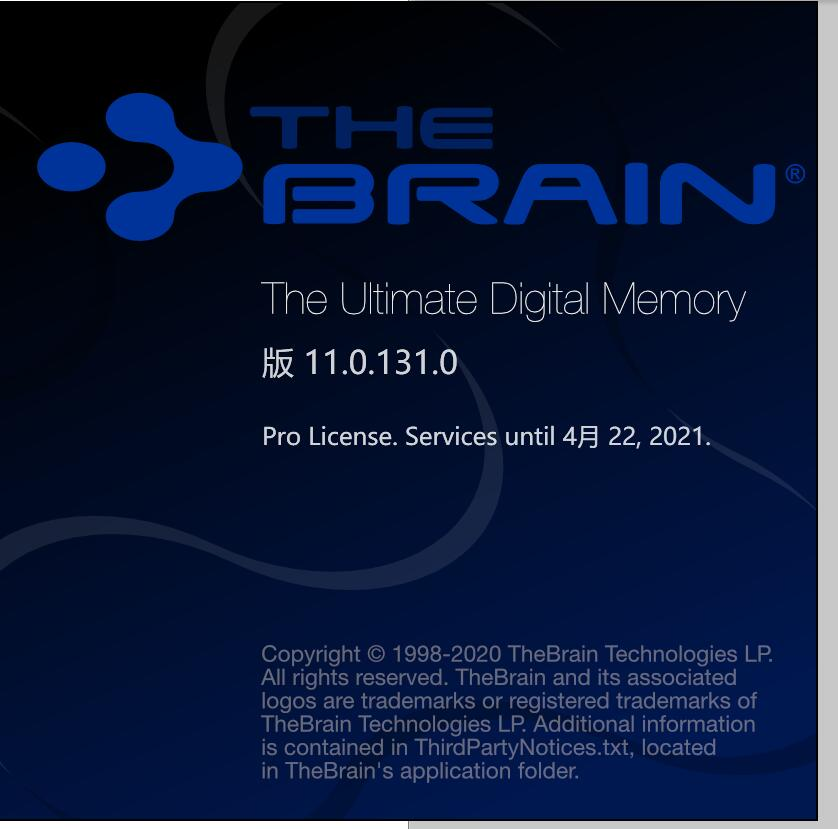 THE
BRAIN®
The Ultimate Digital Memory
版 11.0.131.0
Pro License. Services until 4月 22, 2021.
Copyright © 1998-2020 TheBrain Technologies LP.
All rights reserved. TheBrain and its associated
logos are trademarks or registered trademarks of
TheBrain Technologies LP. Additional information
is contained in ThirdPartyNotices.txt, located
in TheBrain's application folder.